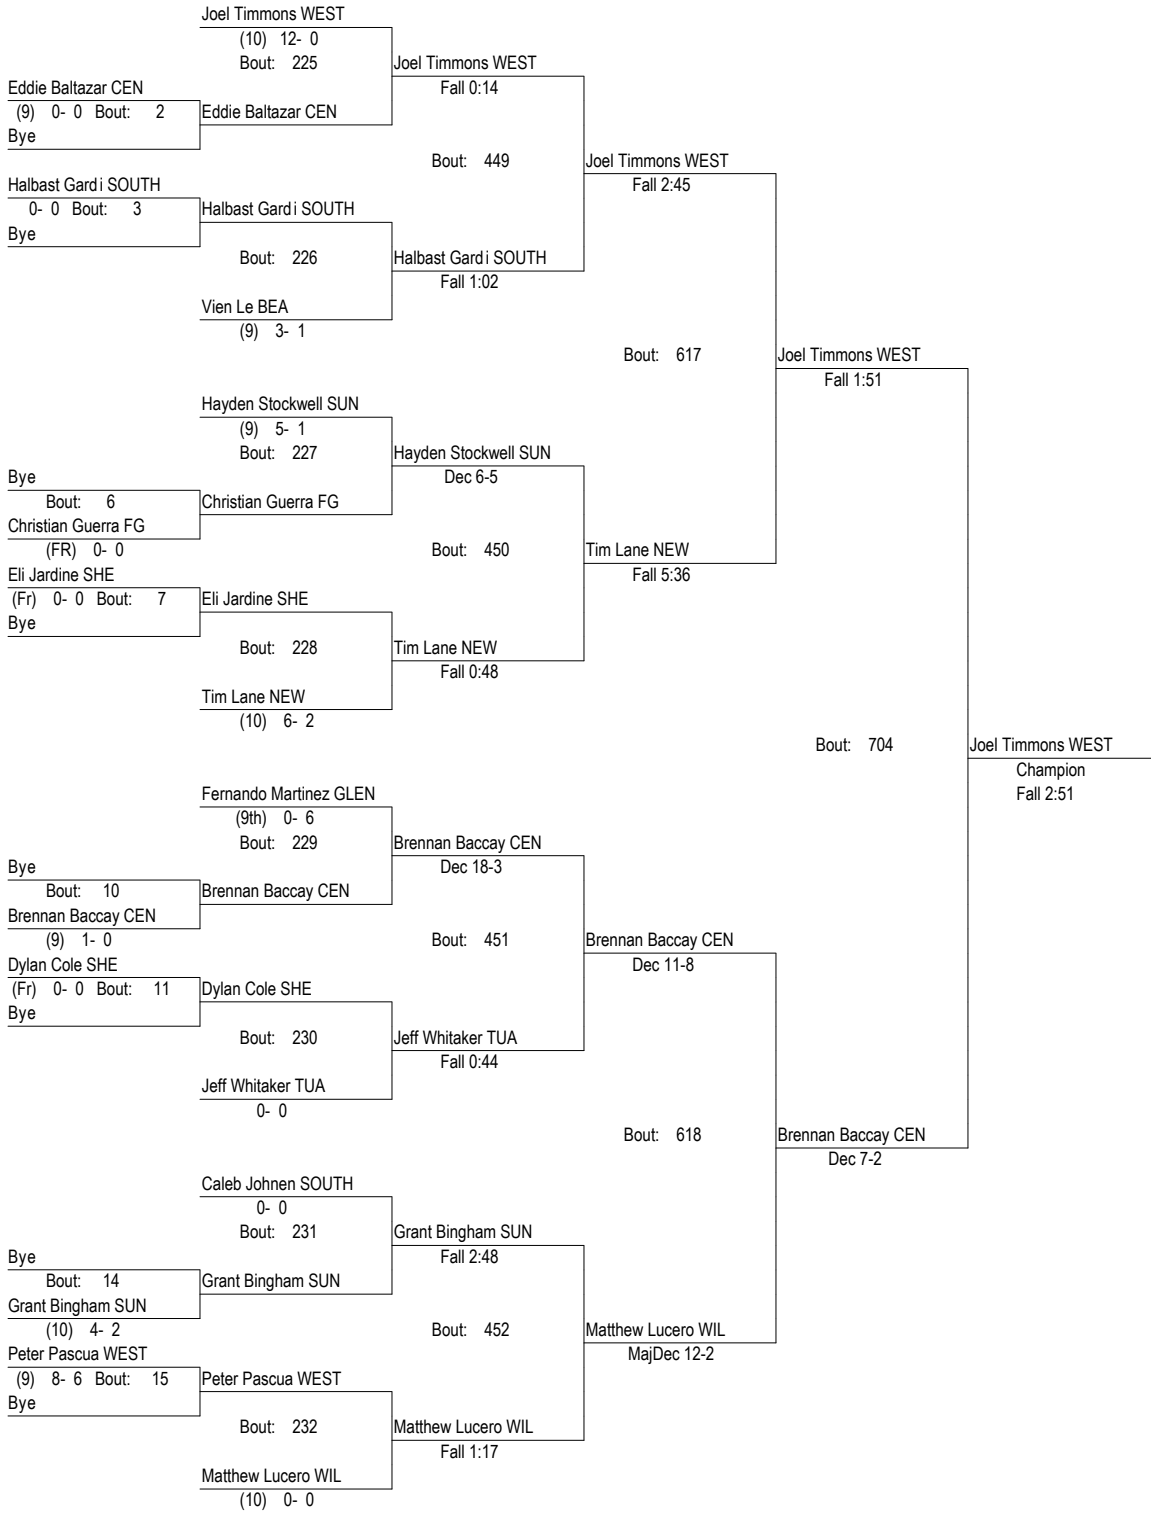 Joel Timmons WEST
(10) 12- 0
Bout: 225
Joel Timmons WEST
Fall 0:14
Eddie Baltazar CEN
(9) 0- 0 Bout: 2
Eddie Baltazar CEN
Bye
Bout: 449
Joel Timmons WEST
Fall 2:45
Halbast Gardi SOUTH
0- 0 Bout: 3
Halbast Gardi SOUTH
Bye
Bout: 226
Halbast Gardi SOUTH
Fall 1:02
Vien Le BEA
(9) 3- 1
Bout: 617
Joel Timmons WEST
Fall 1:51
Hayden Stockwell SUN
(9) 5- 1
Bout: 227
Hayden Stockwell SUN
Dec 6-5
Bye
Bout: 6
Christian Guerra FG
Christian Guerra FG
(FR) 0- 0
Bout: 450
Tim Lane NEW
Fall 5:36
Eli Jardine SHE
(Fr) 0- 0 Bout: 7
Eli Jardine SHE
Bye
Bout: 228
Tim Lane NEW
Fall 0:48
Tim Lane NEW
(10) 6- 2
Bout: 704
Joel Timmons WEST
Champion
Fall 2:51
Fernando Martinez GLEN
(9th) 0- 6
Bout: 229
Brennan Baccay CEN
Dec 18-3
Bye
Bout: 10
Brennan Baccay CEN
Brennan Baccay CEN
(9) 1- 0
Bout: 451
Brennan Baccay CEN
Dec 11-8
Dylan Cole SHE
(Fr) 0- 0 Bout: 11
Dylan Cole SHE
Bye
Bout: 230
Jeff Whitaker TUA
Fall 0:44
Jeff Whitaker TUA
0- 0
Bout: 618
Brennan Baccay CEN
Dec 7-2
Caleb Johnen SOUTH
0- 0
Bout: 231
Grant Bingham SUN
Fall 2:48
Bye
Bout: 14
Grant Bingham SUN
Grant Bingham SUN
(10) 4- 2
Bout: 452
Matthew Lucero WIL
MajDec 12-2
Peter Pascua WEST
(9) 8- 6 Bout: 15
Peter Pascua WEST
Bye
Bout: 232
Matthew Lucero WIL
Fall 1:17
Matthew Lucero WIL
(10) 0- 0